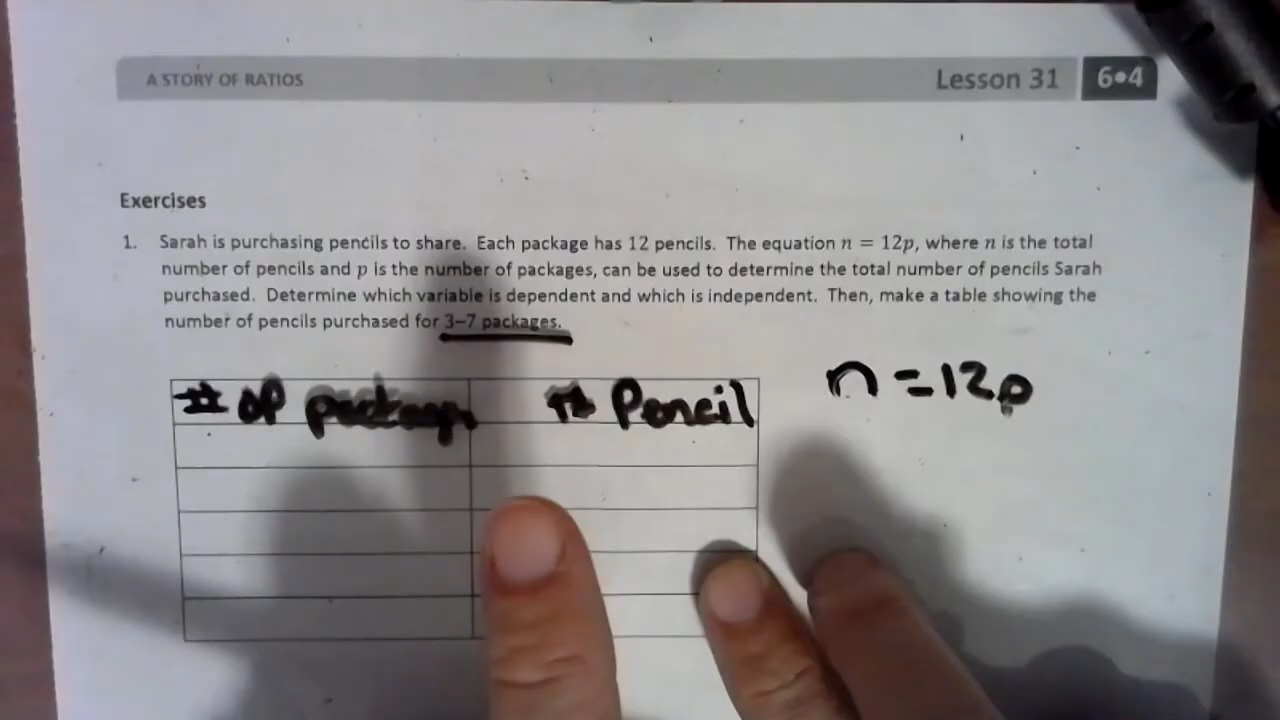 A STORY OF RATIOS Lesson 31 6•4
Exercises
1. Sarah is purchasing pencils to share. Each package has 12 pencils. The equation n = 12p, where n is the total
number of pencils and p is the number of packages, can be used to determine the total number of pencils Sarah
purchased. Determine which variable is dependent and which is independent. Then, make a table showing the
number of pencils purchased for 3–7 packages.
# of package # Pencil
n = 12p